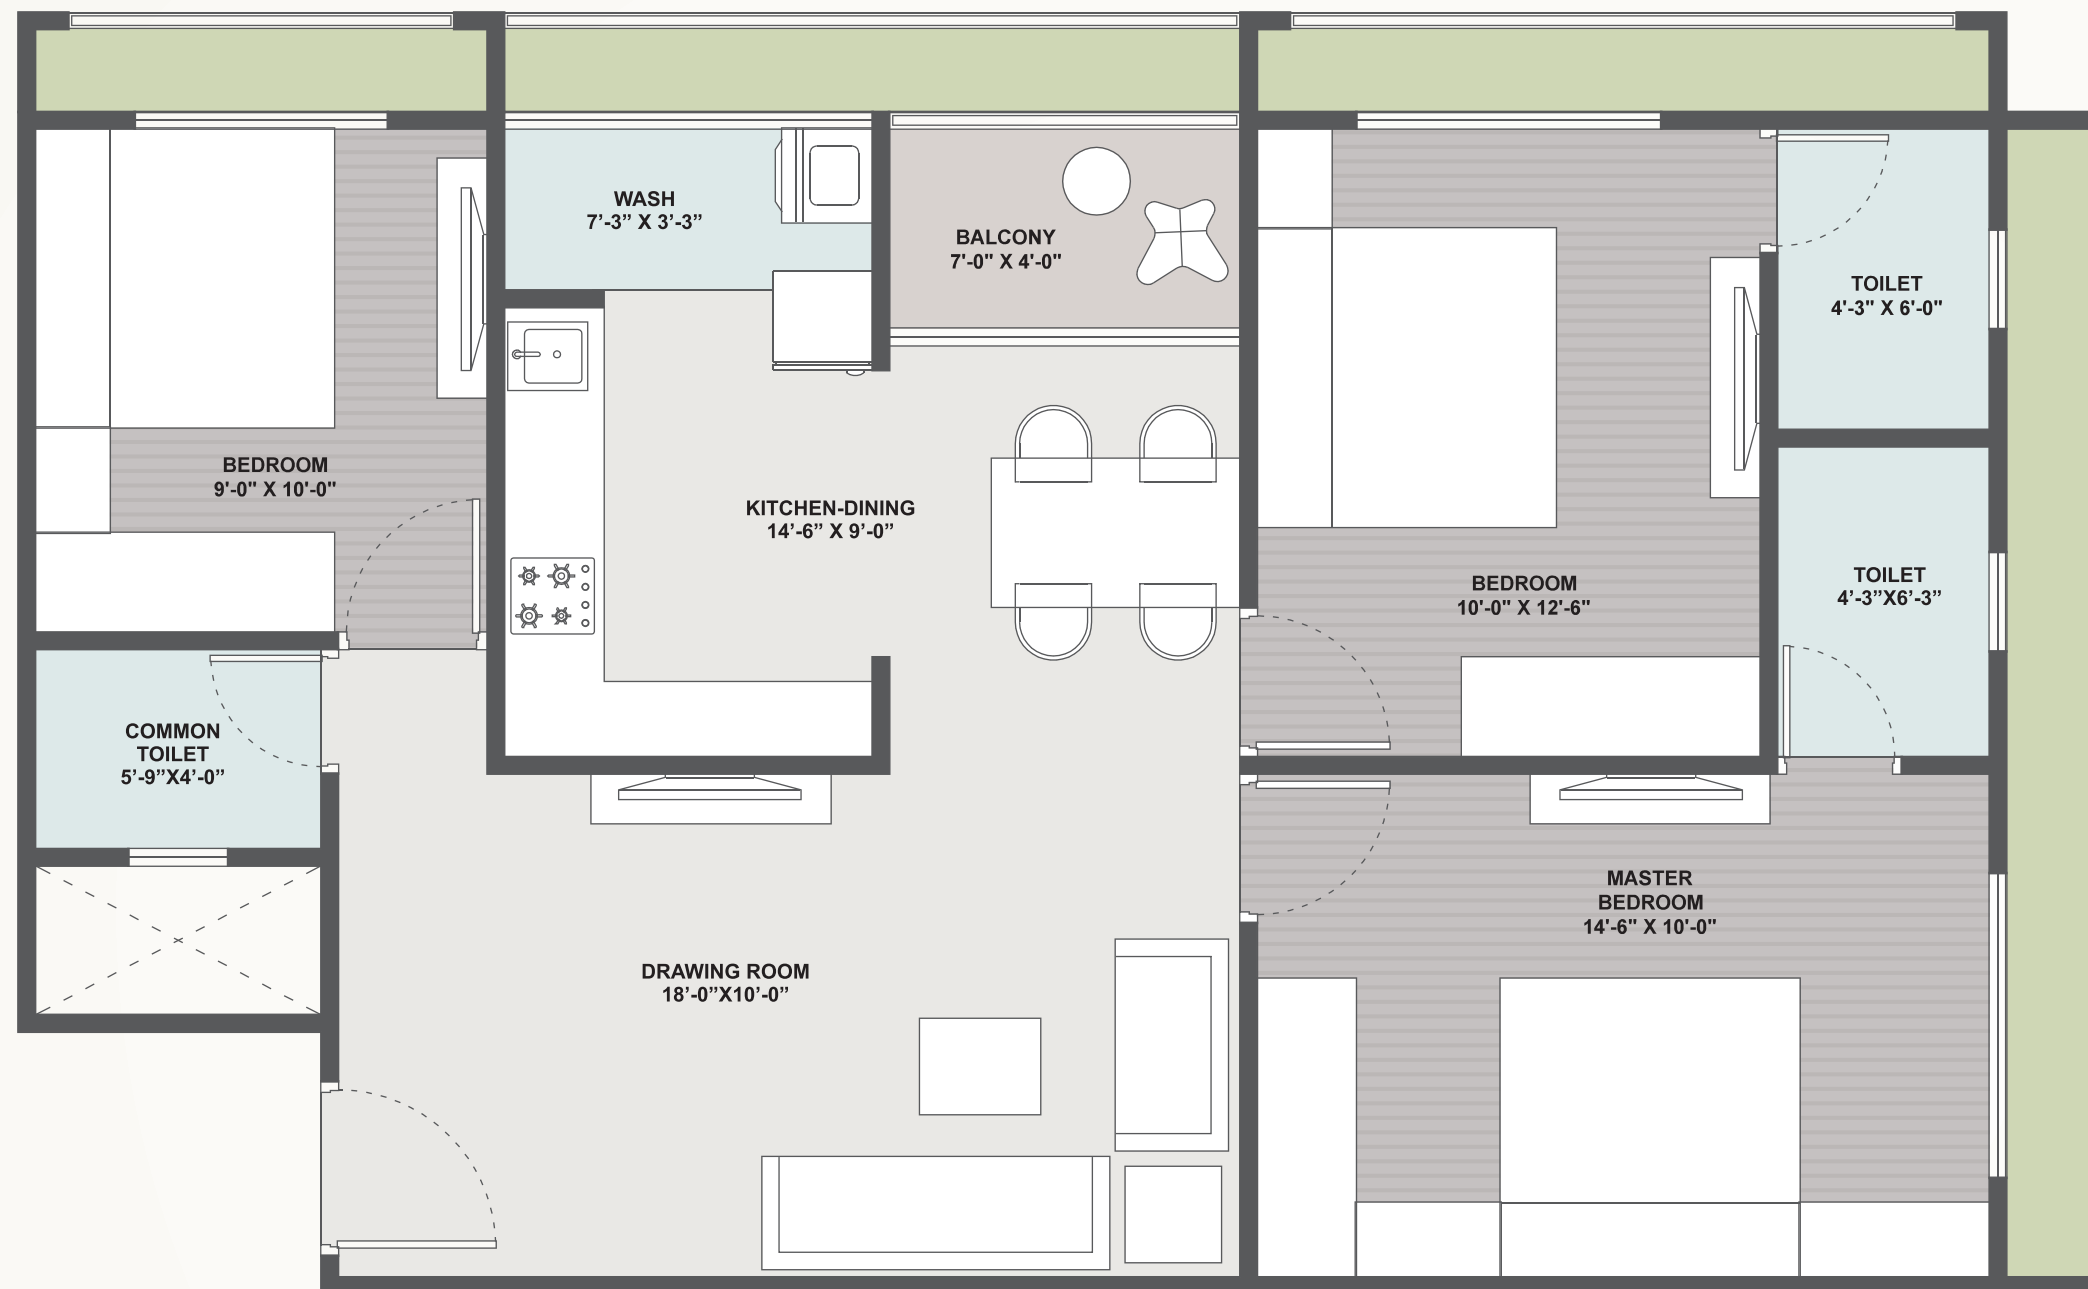 WASH
7’-3” X 3’-3”
BALCONY
7'-0" X 4'-0"
TOILET
4'-3" X 6'-0"
BEDROOM
9'-0" X 10'-0"
KITCHEN-DINING
14’-6” X 9’-0”
BEDROOM
10'-0" X 12'-6"
TOILET
4’-3”X6’-3”
COMMON
TOILET
5’-9”X4’-0”
MASTER
BEDROOM
14'-6" X 10'-0"
DRAWING ROOM
18’-0”X10’-0”